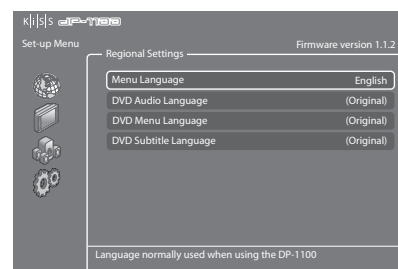 KiSS DP-1100
Set-up Menu
Firmware version 1.1.2
Regional Settings
Menu Language English
DVD Audio Language (Original)
DVD Menu Language (Original)
DVD Subtitle Language (Original)
Language normally used when using the DP-1100